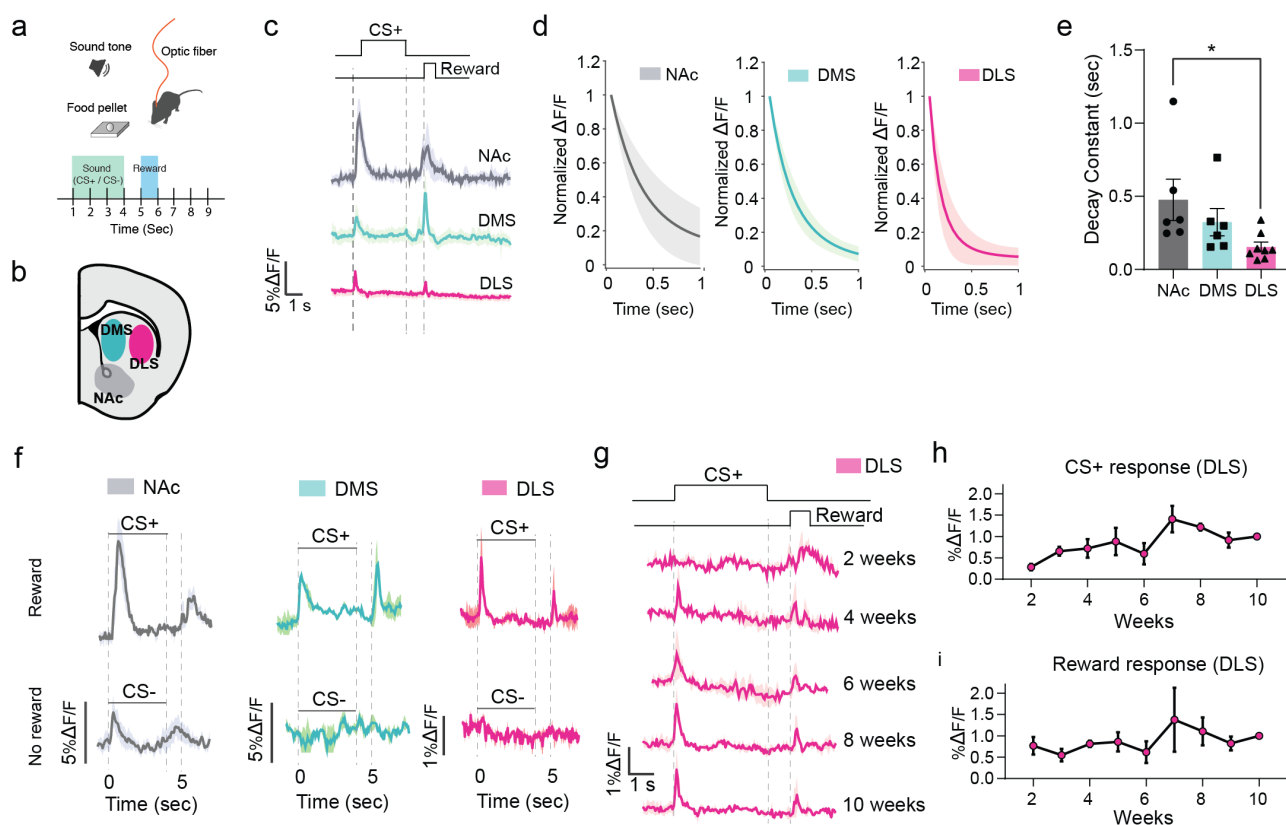 a
Sound tone
Optic fiber
Food pellet
Sound
(CS+ / CS-)
Reward
1 2 3 4 5 6 7 8 9
Time (Sec)
b
DMS
DLS
NAc
c
CS+
Reward
NAc
DMS
DLS
5%ΔF/F
1 s
d
NAc
Normalized ΔF/F
1.2
1
0.8
0.6
0.4
0.2
0
0 0.5 1
Time (sec)
DMS
Normalized ΔF/F
1.2
1
0.8
0.6
0.4
0.2
0
0 0.5 1
Time (sec)
DLS
Normalized ΔF/F
1.2
1
0.8
0.6
0.4
0.2
0
0 0.5 1
Time (sec)
e
Decay Constant (sec)
1.5
1.0
0.5
0.0
*
NAc DMS DLS
f
NAc
DMS
DLS
Reward
CS+
CS+
CS+
No reward
CS-
CS-
CS-
5%ΔF/F
5%ΔF/F
1%ΔF/F
0 5
Time (sec)
0 5
Time (sec)
0 5
Time (sec)
g
DLS
CS+
Reward
2 weeks
4 weeks
6 weeks
8 weeks
10 weeks
1%ΔF/F
1 s
h
CS+ response (DLS)
%ΔF/F
2.0
1.5
1.0
0.5
0.0
2 4 6 8 10
Weeks
i
Reward response (DLS)
%ΔF/F
2.0
1.5
1.0
0.5
0.0
2 4 6 8 10
Weeks